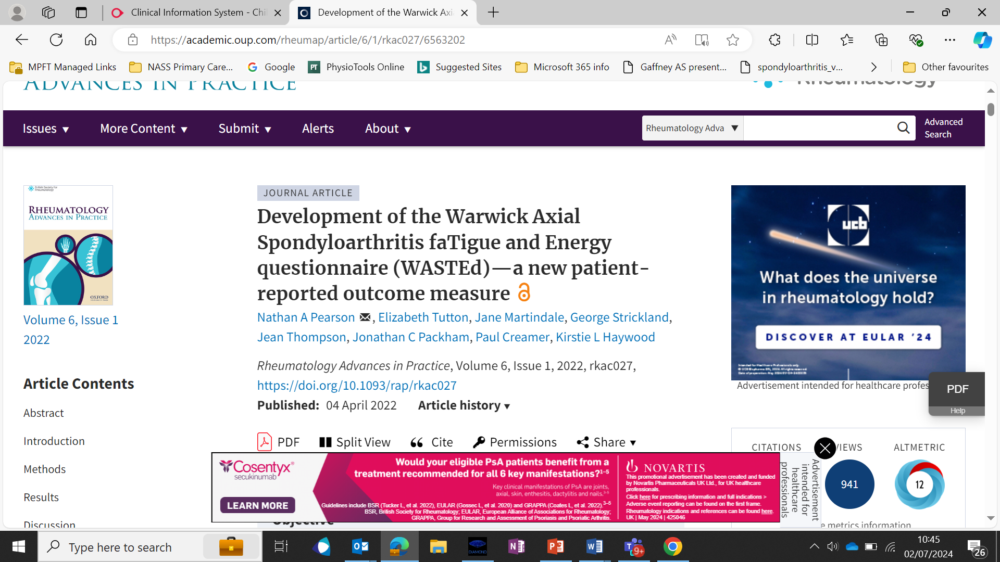 Clinical Information System - Chi
Development of the Warwick Axi
https://academic.oup.com/rheumap/article/6/1/rkac027/6563202
MPFT Managed Links
NASS Primary Care...
Google
PT
PhysioTools Online
Suggested Sites
Microsoft 365 info
Gaffney AS present...
spondyloarthritis_v...
Other favourites
ADVANCES IN PRACTICE
Rheumatology
Issues
More Content
Submit
Alerts
About
Rheumatology Adva
Advanced
Search
British Society for
Rheumatology
RHEUMATOLOGY
ADVANCES IN PRACTICE
OXFORD
UNIVERSITY PRESS
Volume 6, Issue 1
2022
Article Contents
Abstract
Introduction
Methods
Results
Discussion
JOURNAL ARTICLE
Development of the Warwick Axial
Spondyloarthritis faTigue and Energy
questionnaire (WASTEd)—a new patient-
reported outcome measure
Nathan A Pearson, Elizabeth Tutton, Jane Martindale, George Strickland,
Jean Thompson, Jonathan C Packham, Paul Creamer, Kirstie L Haywood
Rheumatology Advances in Practice, Volume 6, Issue 1, 2022, rkac027,
https://doi.org/10.1093/rap/rkac027
Published: 04 April 2022 Article history
PDF
Split View
Cite
Permissions
Share
Objective
ucb
What does the universe
in rheumatology hold?
DISCOVER AT EULAR '24
Intended for Healthcare Professionals only.
Advertisement intended for healthcare profes
PDF
Help
CITATIONS
VIEWS
ALTMETRIC
941
12
e metrics information
Cosentyx®
secukinumab
LEARN MORE
Would your eligible PsA patients benefit from a
treatment recommended for all 6 key manifestations?1–5
Key clinical manifestations of PsA are joints,
axial, skin, enthesitis, dactylitis and nails.3-5
Guidelines include BSR (Tucker L, et al. 2022), EULAR (Gossec L, et al. 2020) and GRAPPA (Coates L, et al. 2022).3–5
BSR, British Society for Rheumatology; EULAR, European Alliance of Associations for Rheumatology;
GRAPPA, Group for Research and Assessment of Psoriasis and Psoriatic Arthritis.
NOVARTIS
This promotional advertisement has been created and funded
by Novartis Pharmaceuticals UK Ltd., for UK healthcare
professionals.
Click here for prescribing information and full indications >
Adverse event reporting can be found on the first frame.
Rheumatology indications and references can be found here.
UK | May 2024 | 425046
Advertisement
intended for
healthcare
professionals
Type here to search
DIAMOND
9+
10:45
02/07/2024
26